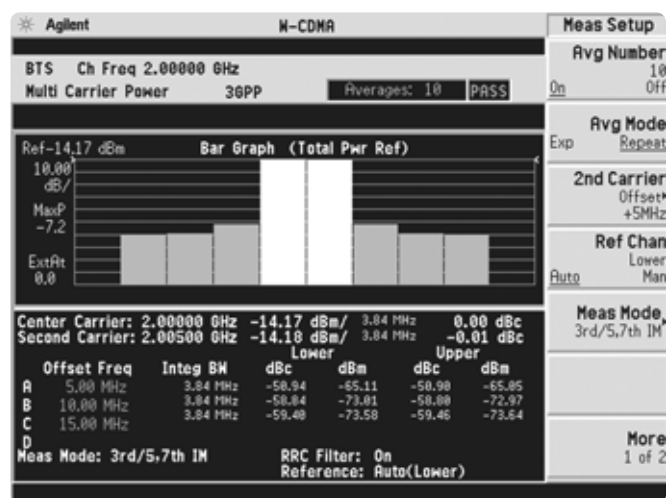 Agilent W-CDMA Meas Setup
BTS Ch Freq 2.00000 GHz
Multi Carrier Power 3GPP Averages: 10 PASS
Ref-14.17 dBm Bar Graph (Total Pwr Ref)
10.00
dB/
MaxP
-7.2
ExtAt
0.0
Center Carrier: 2.00000 GHz -14.17 dBm/ 3.84 MHz 0.00 dBc
Second Carrier: 2.00500 GHz -14.18 dBm/ 3.84 MHz -0.01 dBc
Lower Upper
Offset Freq Integ BW dBc dBm dBc dBm
A 5.00 MHz 3.84 MHz -50.94 -65.11 -50.90 -65.05
B 10.00 MHz 3.84 MHz -58.84 -73.01 -58.80 -72.97
C 15.00 MHz 3.84 MHz -59.40 -73.58 -59.46 -73.64
D
Meas Mode: 3rd/5,7th IM RRC Filter: On
Reference: Auto(Lower)
Avg Number
10
On Off
Avg Mode
Exp Repeat
2nd Carrier
Offset
+5MHz
Ref Chan
Lower
Auto Man
Meas Mode
3rd/5,7th IM
More
1 of 2